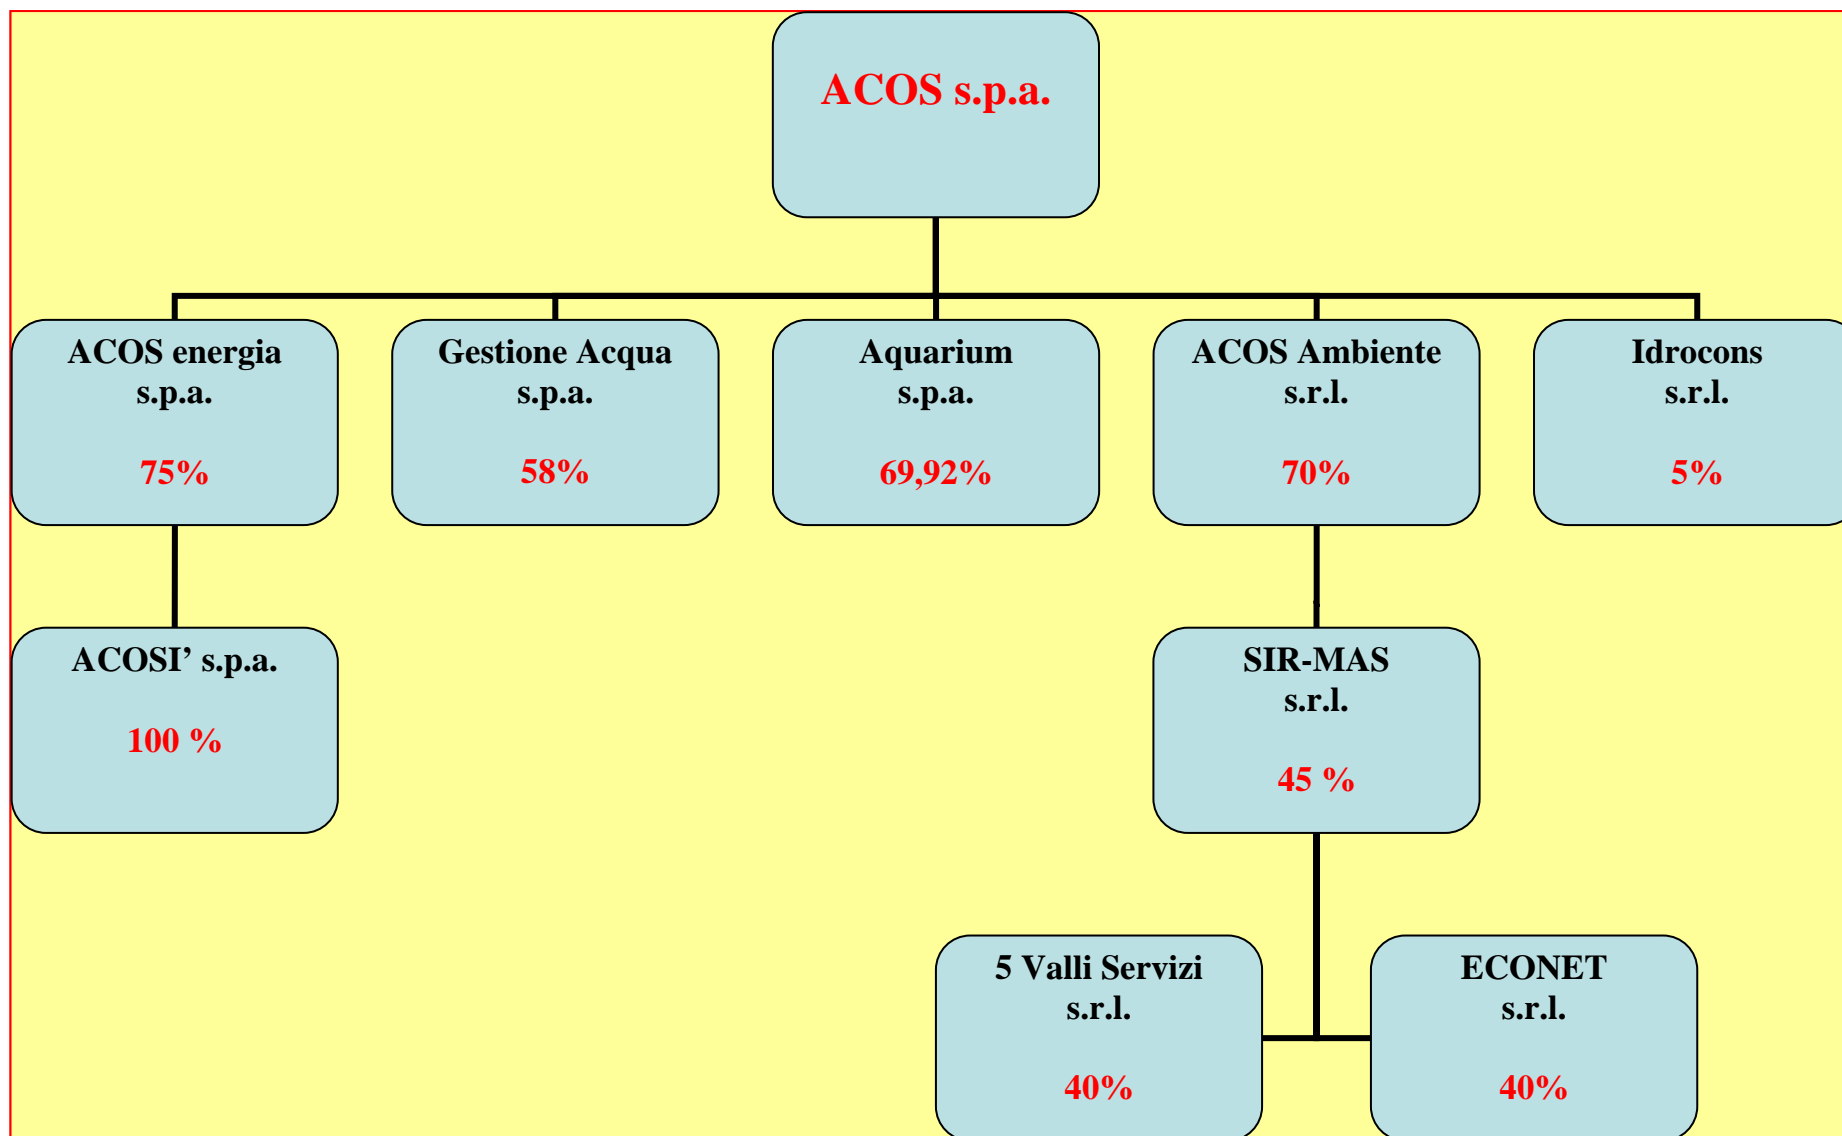 ACOS s.p.a.
ACOS energia
s.p.a.
75%
Gestione Acqua
s.p.a.
58%
Aquarium
s.p.a.
69,92%
ACOS Ambiente
s.r.l.
70%
Idrocons
s.r.l.
5%
ACOSI’ s.p.a.
100 %
SIR-MAS
s.r.l.
45 %
5 Valli Servizi
s.r.l.
40%
ECONET
s.r.l.
40%